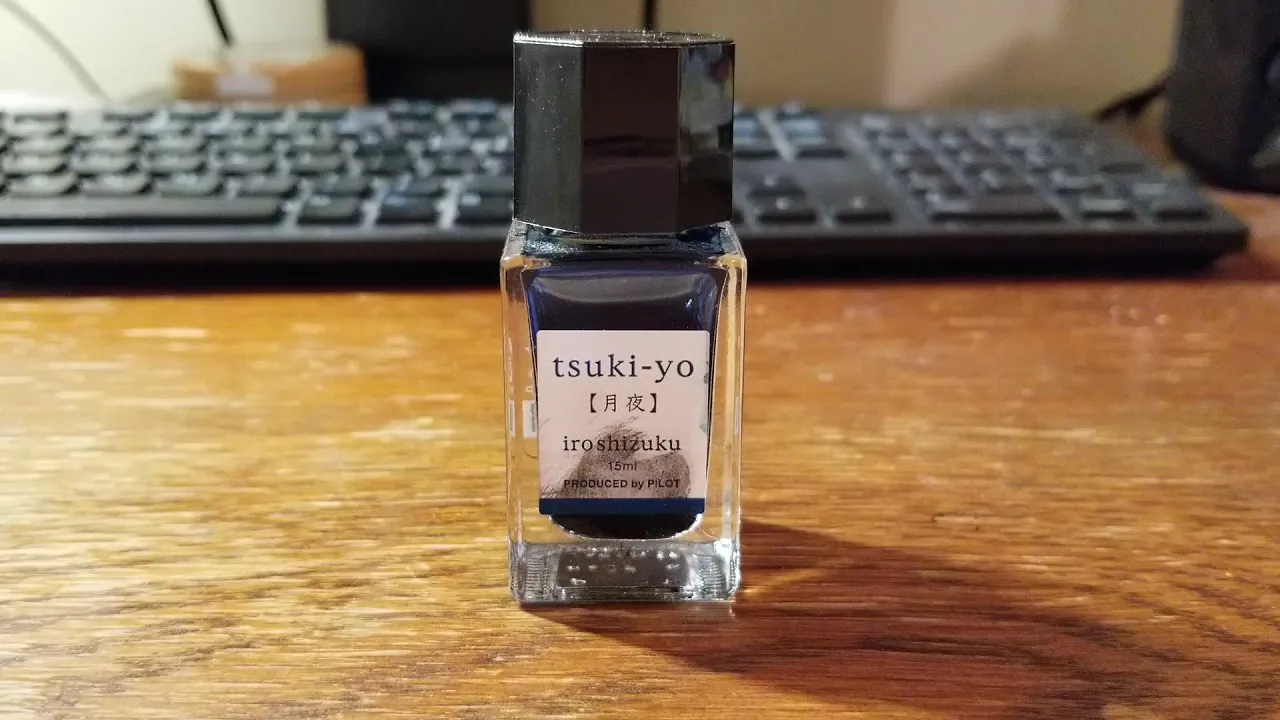 tsuki-yo
【月夜】
iroshizuku
15ml
PRODUCED by PILOT